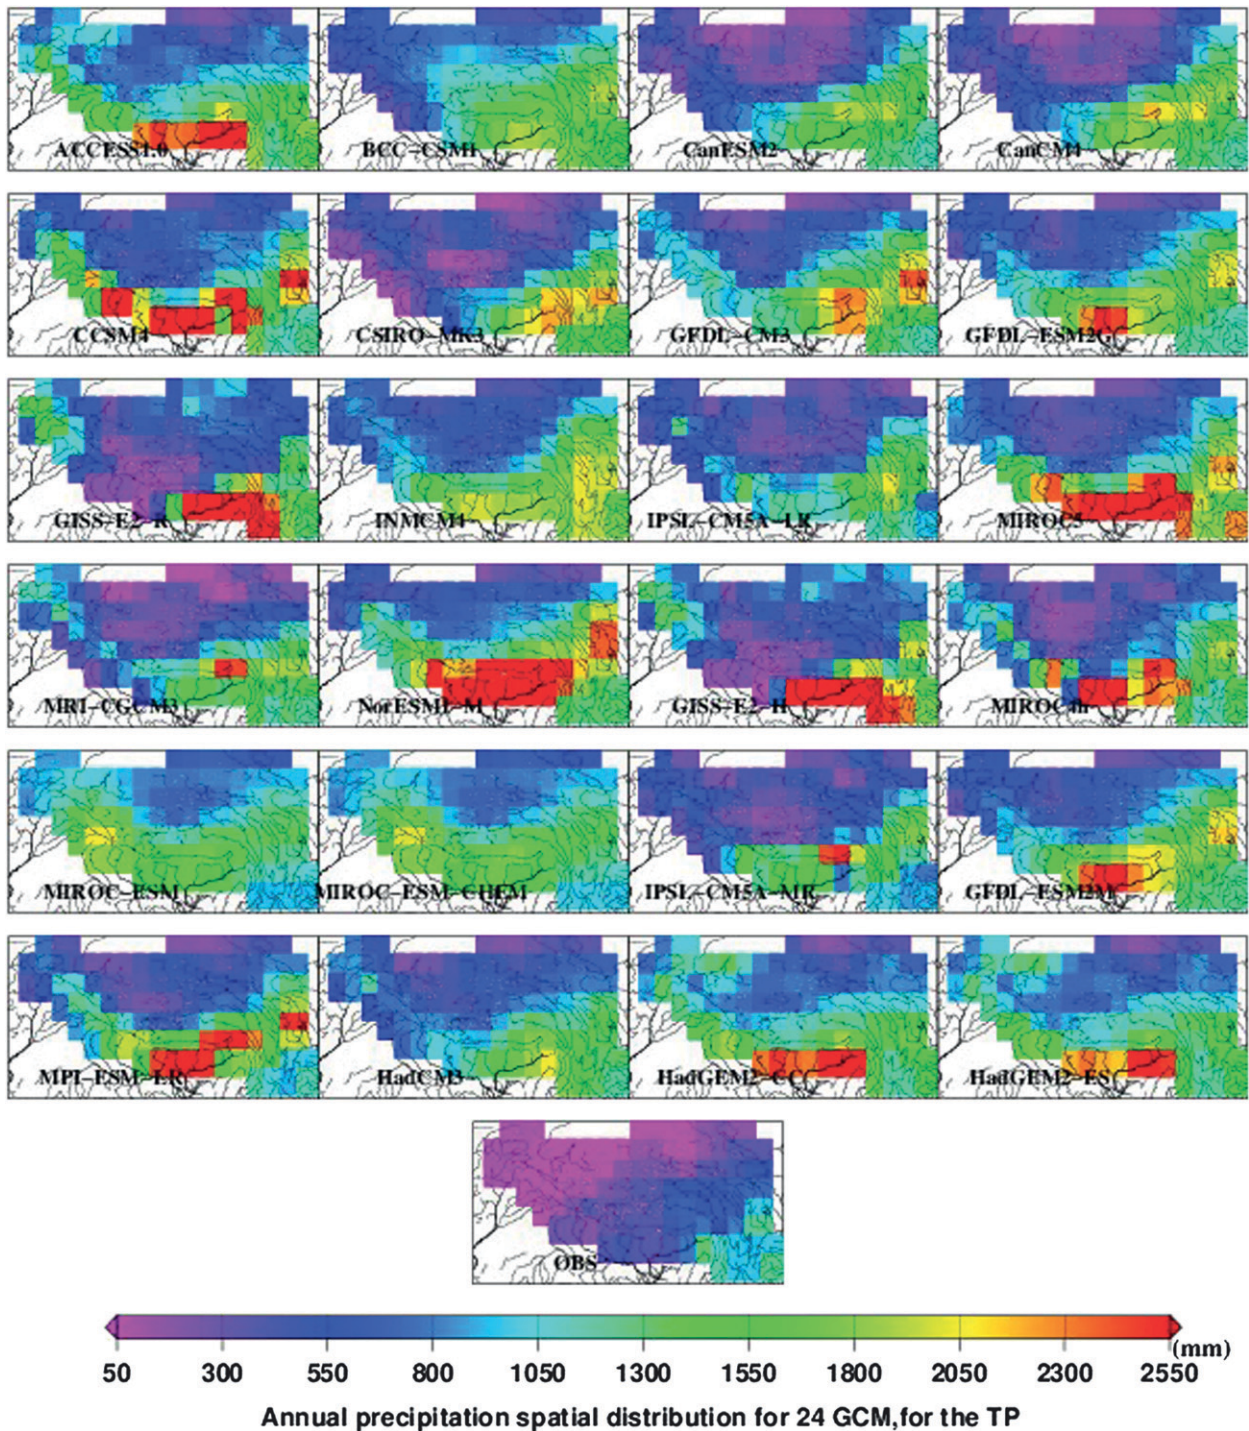 ACCESS1.0 BCC-CSM1 CanESM2 CanCM4
CCSM4 CSIRO-MK3 GFDL-CM3 GFDL-ESM2G
GISS-E2-R INMCM4 IPSL-CM5A-LR MIROC5
MRI-CGCM3 NorESM1-M GISS-E2-H MIROC4h
MIROC-ESM MIROC-ESM-CHEM IPSL-CM5A-MR GFDL-ESM2M
MPI-ESM-LR HadCM3 HadGEM2-CC HadGEM2-ES
OBS
(mm)
50 300 550 800 1050 1300 1550 1800 2050 2300 2550
Annual precipitation spatial distribution for 24 GCM,for the TP